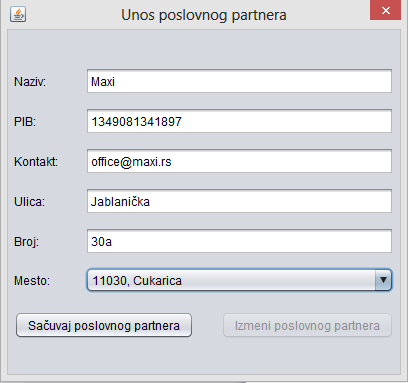 Unos poslovnog partnera
Naziv: Maxi
PIB: 1349081341897
Kontakt: office@maxi.rs
Ulica: Jablanička
Broj: 30a
Mesto: 11030, Cukarica
Sačuvaj poslovnog partnera Izmeni poslovnog partnera